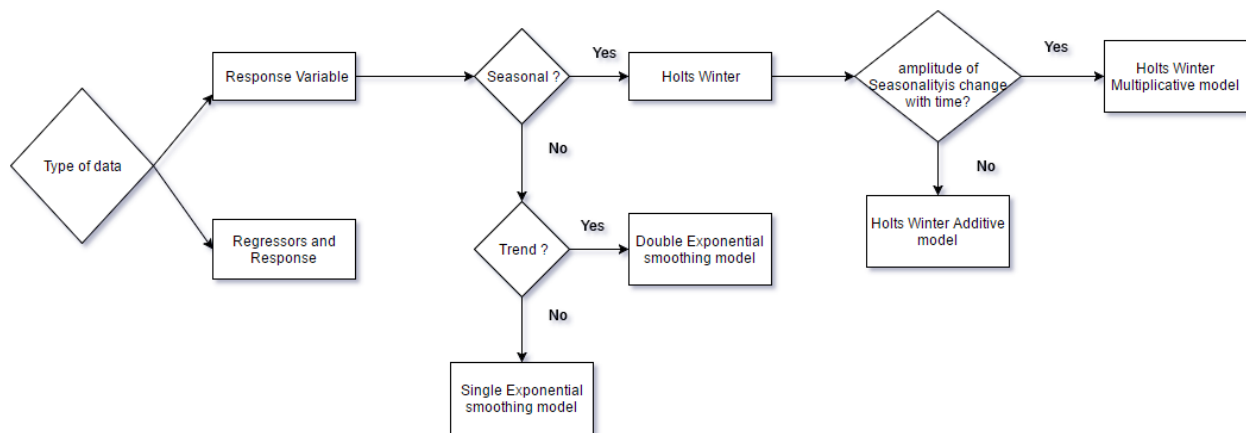 Type of data
Response Variable
Regressors and
Response
Seasonal ?
Yes
No
Holts Winter
Trend ?
Yes
No
Double Exponential
smoothing model
Single Exponential
smoothing model
amplitude of
Seasonalityis change
with time?
Yes
No
Holts Winter
Multiplicative model
Holts Winter Additive
model